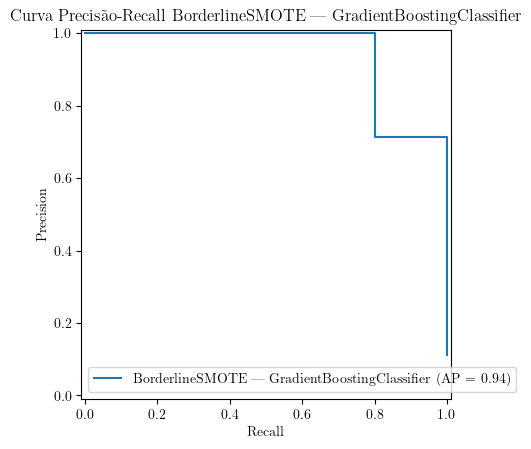 Curva Precisão-Recall BorderlineSMOTE — GradientBoostingClassifier
1.0
0.8
0.6
0.4
0.2
0.0
Precision
BorderlineSMOTE — GradientBoostingClassifier (AP = 0.94)
0.0 0.2 0.4 0.6 0.8 1.0
Recall